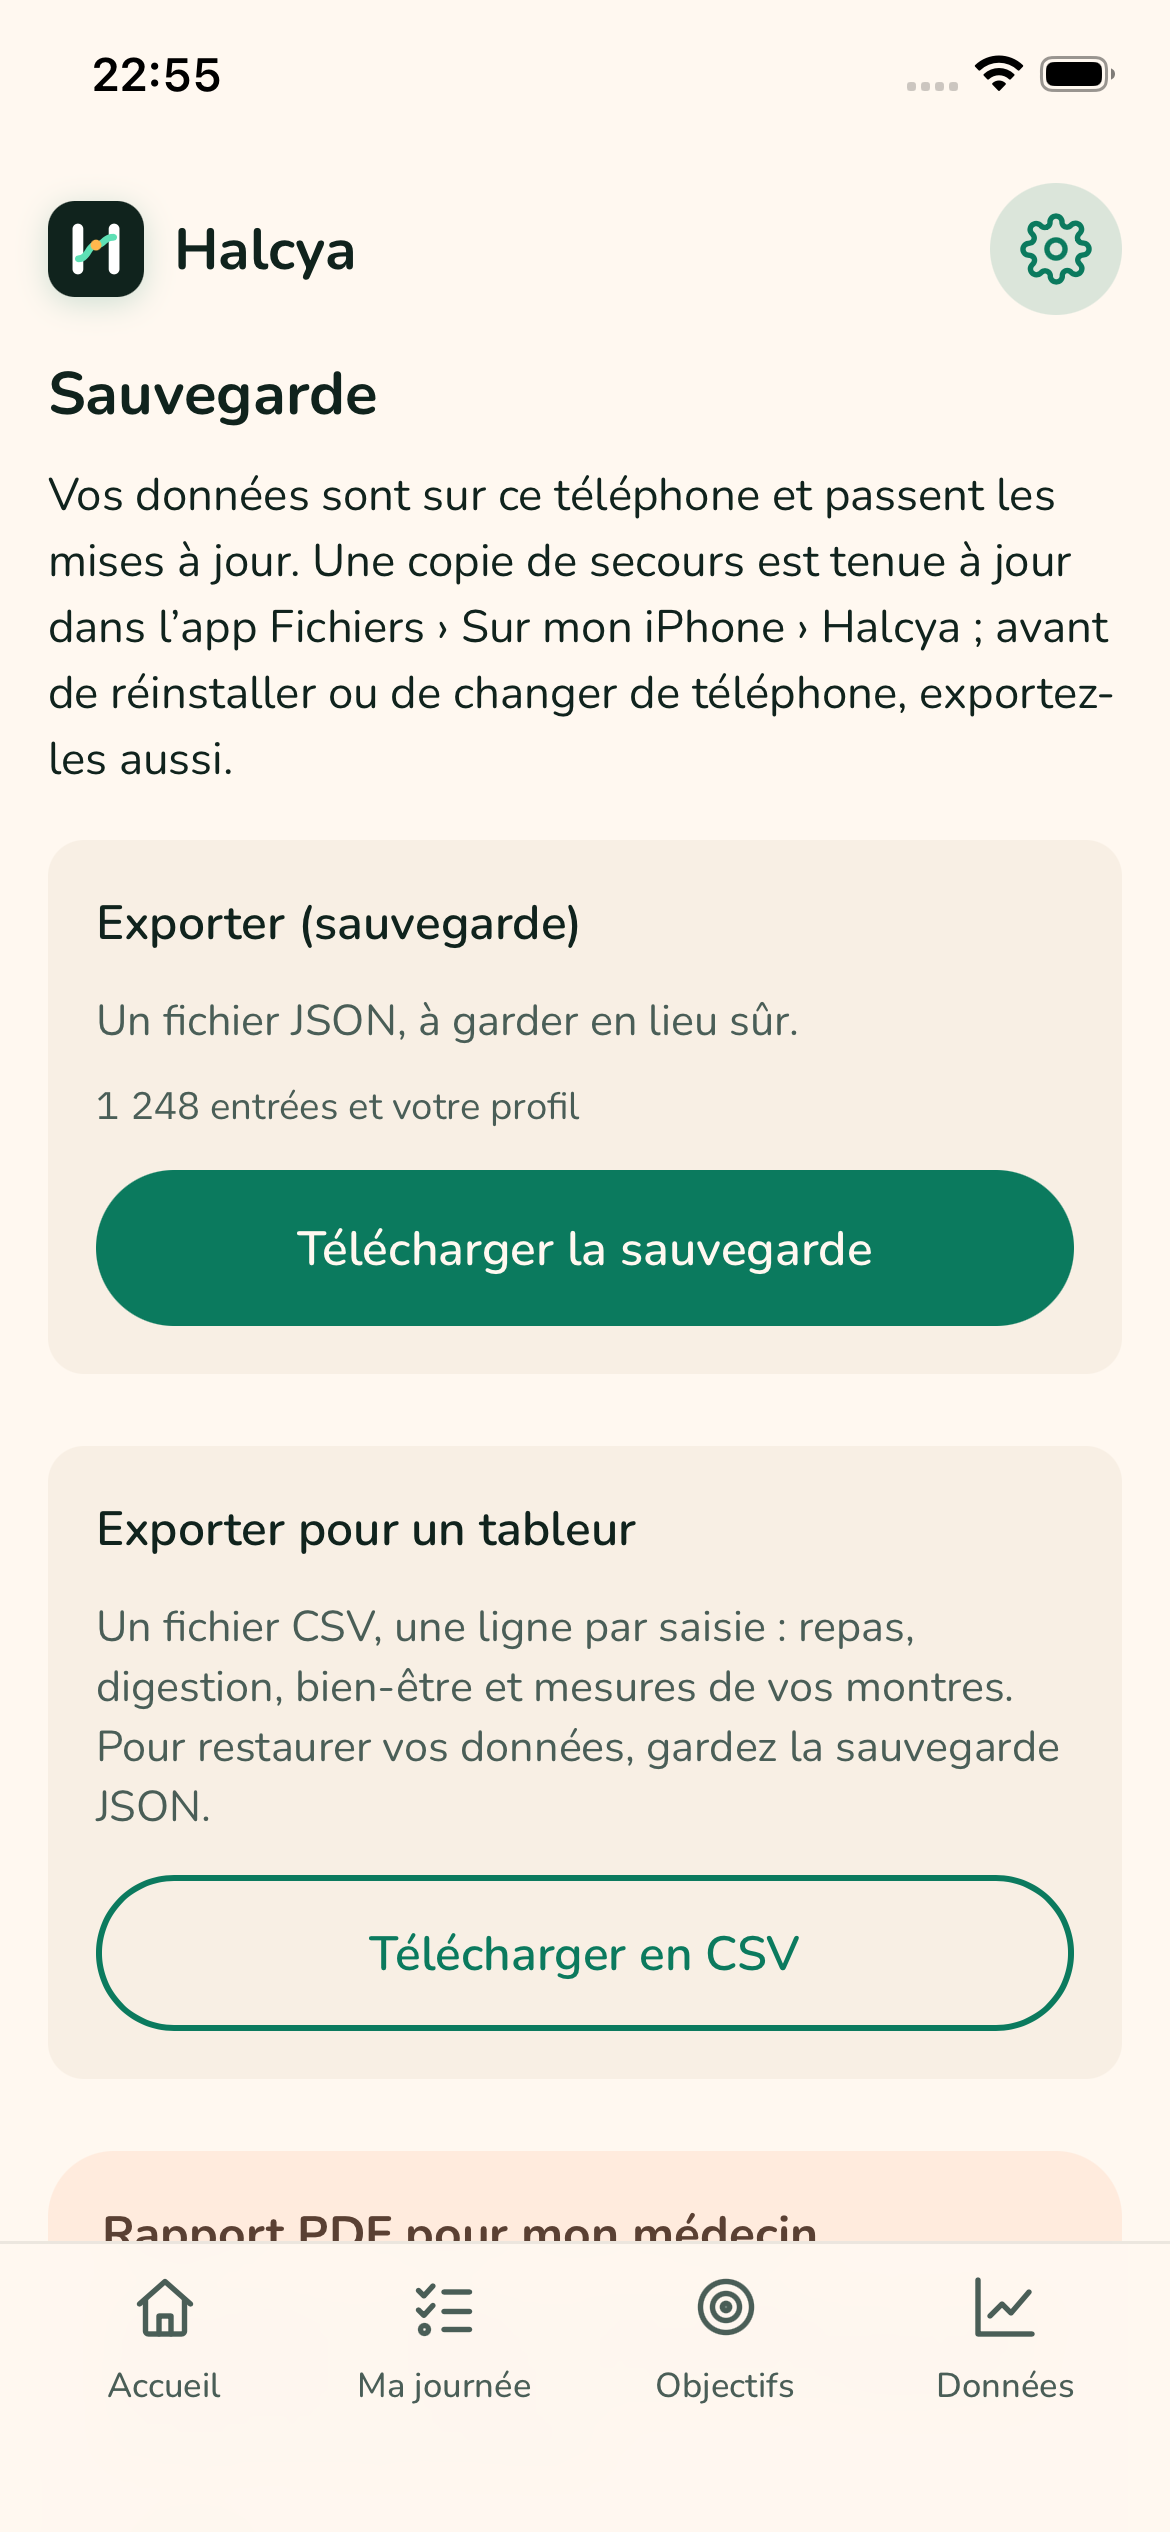 22:55
Halcya
Sauvegarde
Vos données sont sur ce téléphone et passent les
mises à jour. Une copie de secours est tenue à jour
dans l’app Fichiers › Sur mon iPhone › Halcya ; avant
de réinstaller ou de changer de téléphone, exportez-
les aussi.
Exporter (sauvegarde)
Un fichier JSON, à garder en lieu sûr.
1 248 entrées et votre profil
Télécharger la sauvegarde
Exporter pour un tableur
Un fichier CSV, une ligne par saisie : repas,
digestion, bien-être et mesures de vos montres.
Pour restaurer vos données, gardez la sauvegarde
JSON.
Télécharger en CSV
Rapport PDF pour mon médecin
Accueil
Ma journée
Objectifs
Données